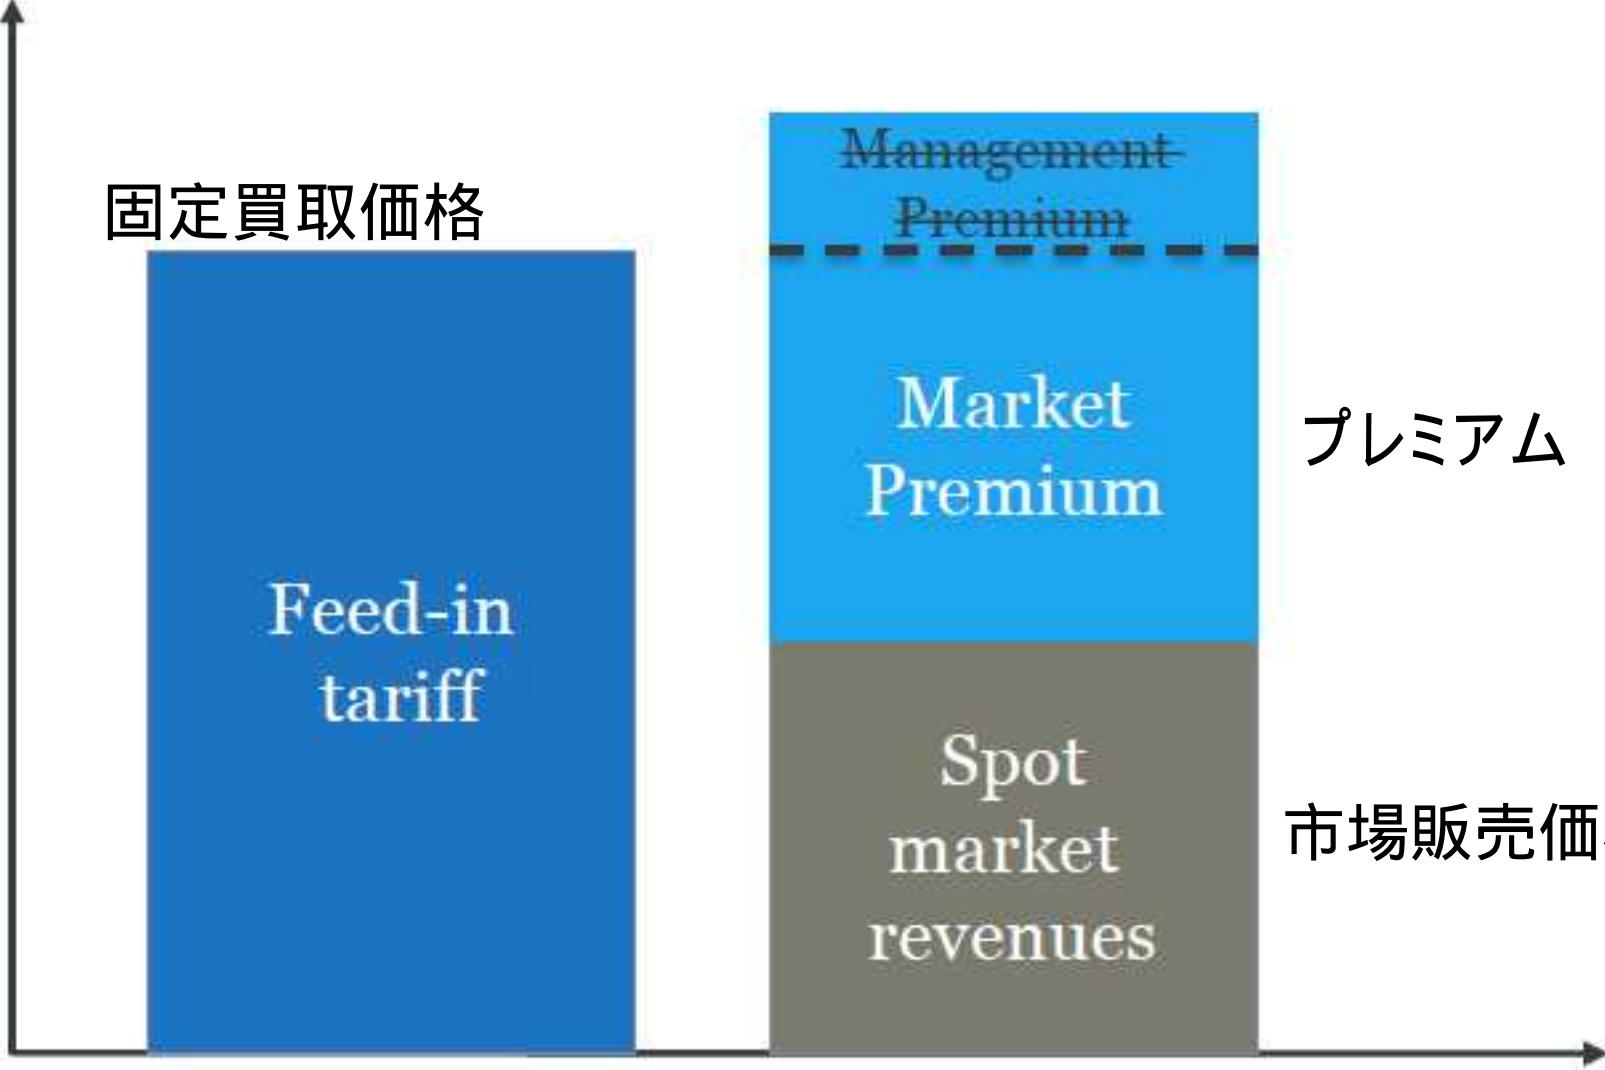 Management
Premium
固定買取価格
Market
Premium
プレミアム
Feed-in
tariff
Spot
market
revenues
市場販売価